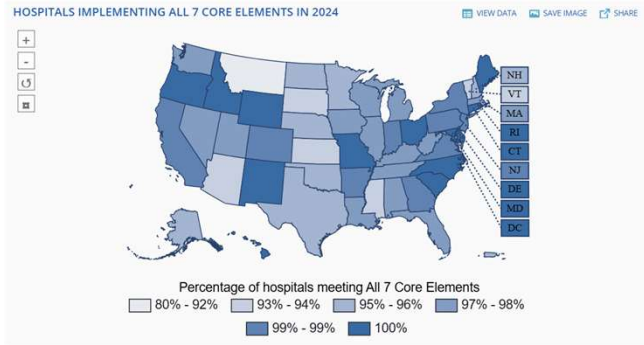 HOSPITALS IMPLEMENTING ALL 7 CORE ELEMENTS IN 2024
VIEW DATA SAVE IMAGE SHARE
+
-
NH
VT
MA
RI
CT
NJ
DE
MD
DC
Percentage of hospitals meeting All 7 Core Elements
80% - 92% 93% - 94% 95% - 96% 97% - 98%
99% - 99% 100%